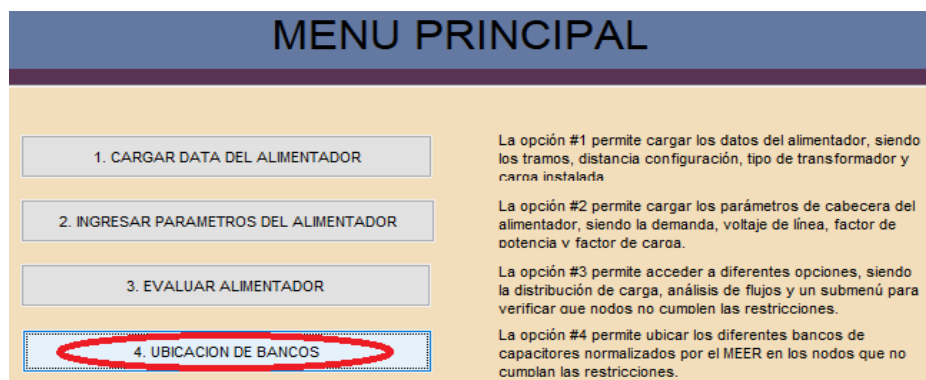 MENU PRINCIPAL
1. CARGAR DATA DEL ALIMENTADOR
La opción #1 permite cargar los datos del alimentador, siendo
los tramos, distancia configuración, tipo de transformador y
carga instalada
2. INGRESAR PARAMETROS DEL ALIMENTADOR
La opción #2 permite cargar los parámetros de cabecera del
alimentador, siendo la demanda, voltaje de línea, factor de
potencia y factor de carga.
3. EVALUAR ALIMENTADOR
La opción #3 permite acceder a diferentes opciones, siendo
la distribución de carga, análisis de flujos y un submenú para
verificar que nodos no cumplen las restricciones.
4. UBICACION DE BANCOS
La opción #4 permite ubicar los diferentes bancos de
capacitores normalizados por el MEER en los nodos que no
cumplan las restricciones.